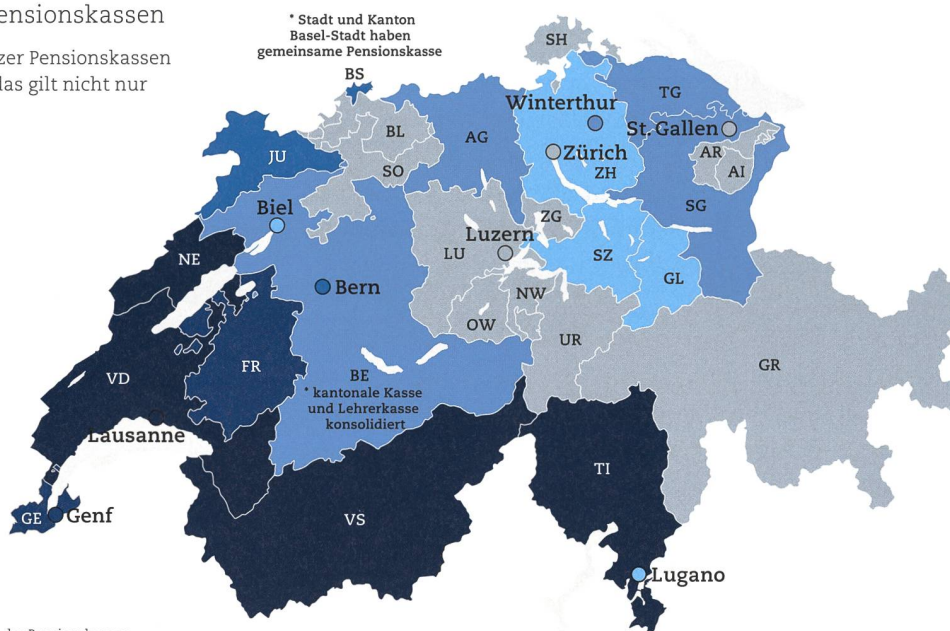 ensionskassen
zer Pensionskassen
das gilt nicht nur
* Stadt und Kanton
Basel-Stadt haben
gemeinsame Pensionskasse
BS
SH
TG
Winterthur
St. Gallen
BL
AG
JU
Zürich
ZH
AR
AI
SO
Biel
ZG
SG
Luzern
NE
LU
SZ
GL
Bern
NW
OW
UR
VD
FR
BE
GR
* kantonale Kasse
und Lehrerkasse
konsolidiert
Lausanne
TI
GE
Genf
VS
Lugano